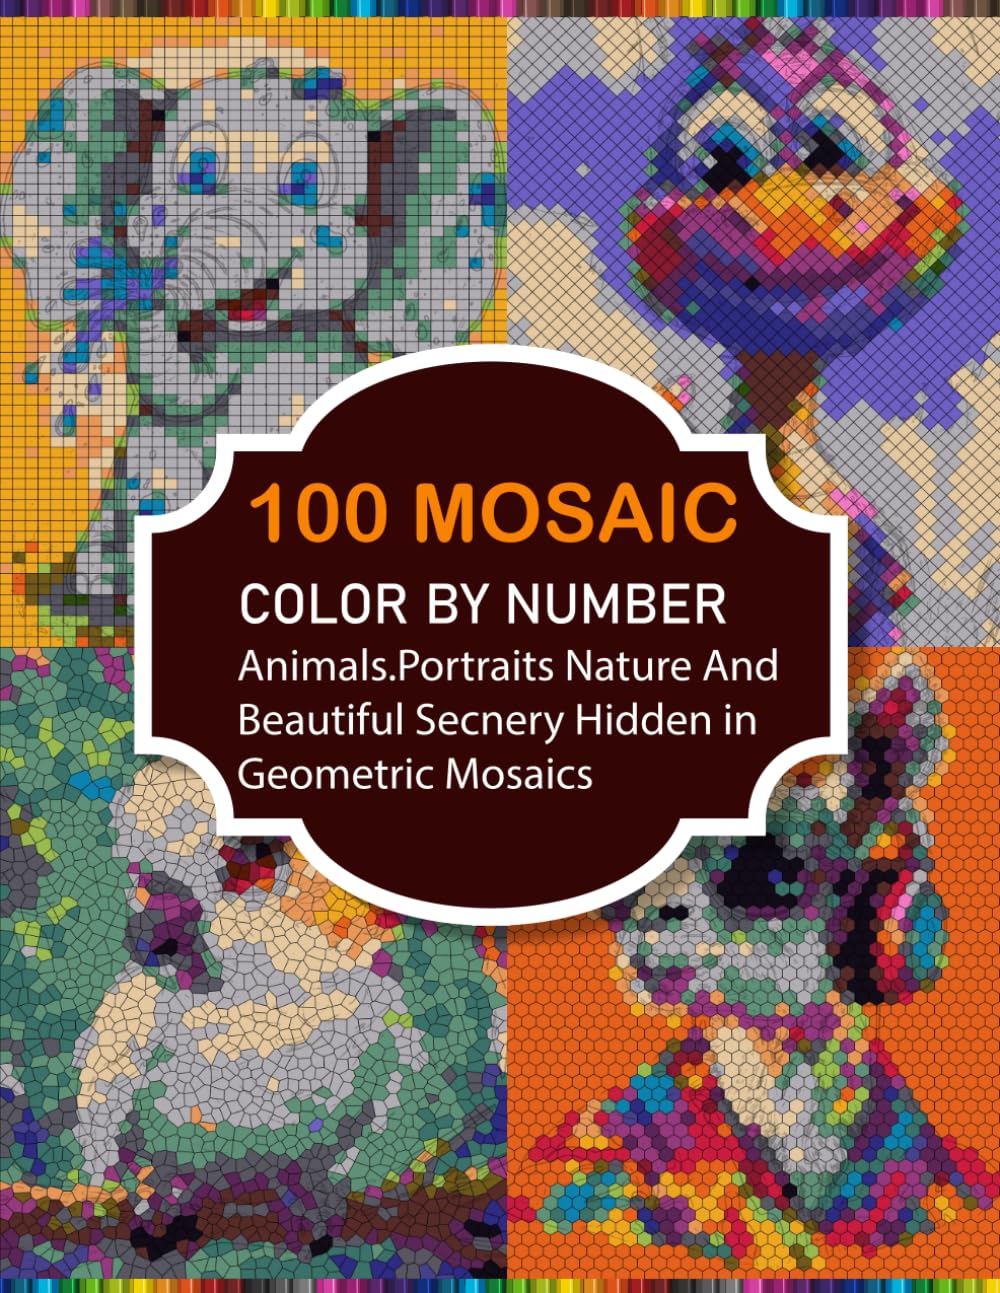 100 MOSAIC
COLOR BY NUMBER
Animals.Portraits Nature And
Beautiful Secnery Hidden in
Geometric Mosaics